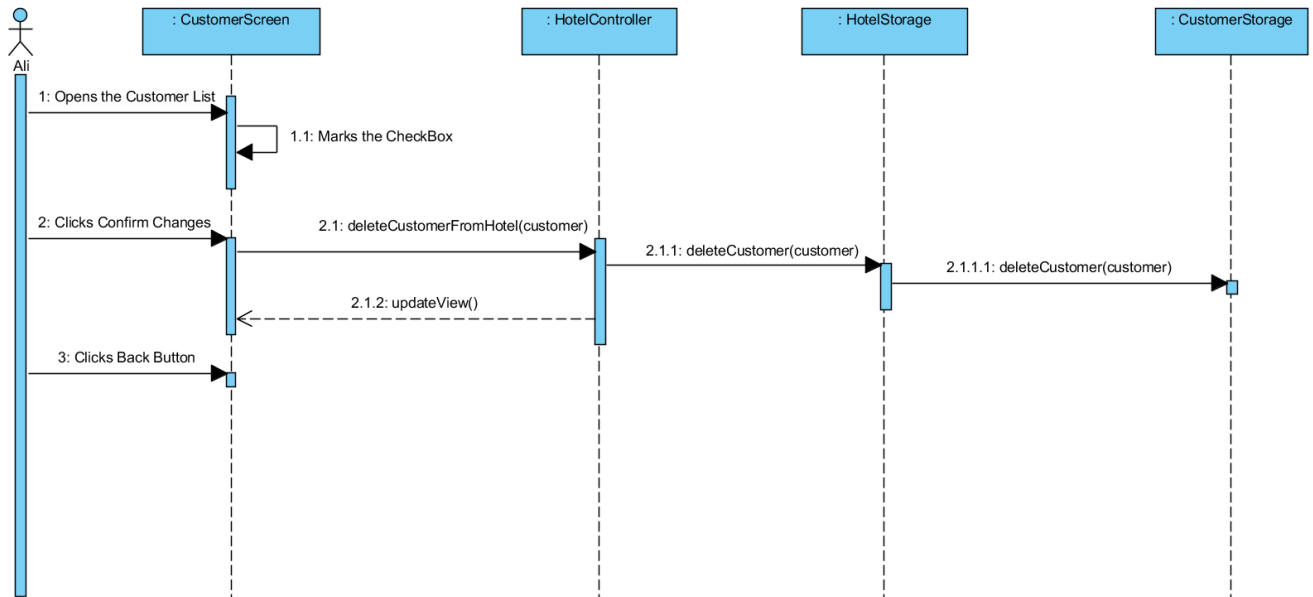 : CustomerScreen
: HotelController
: HotelStorage
: CustomerStorage
Ali
1: Opens the Customer List
1.1: Marks the CheckBox
2: Clicks Confirm Changes
2.1: deleteCustomerFromHotel(customer)
2.1.1: deleteCustomer(customer)
2.1.1.1: deleteCustomer(customer)
2.1.2: updateView()
3: Clicks Back Button